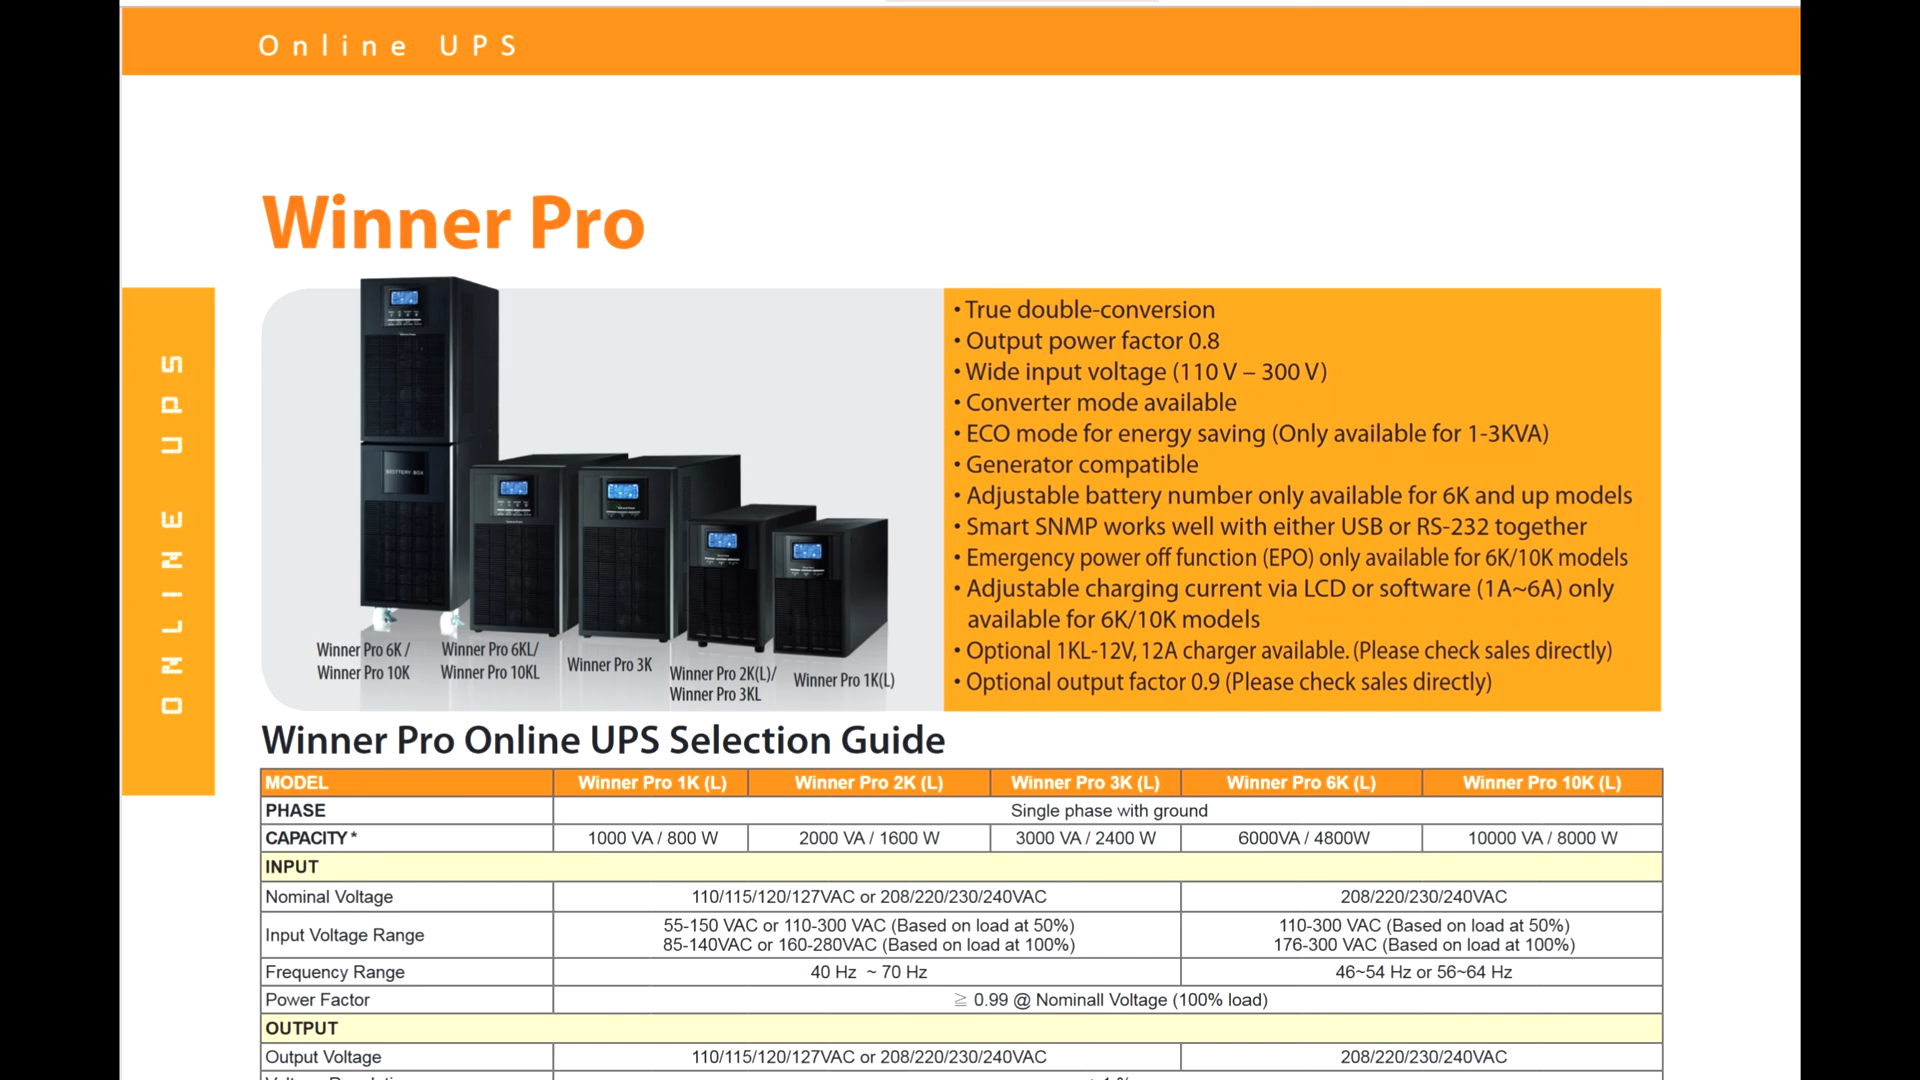 Online UPS
Winner Pro
ONLINE UPS
BETTERY BOX
Winner Pro 6K /
Winner Pro 10K
Winner Pro 6KL/
Winner Pro 10KL
Winner Pro 3K
Winner Pro 2K(L)/
Winner Pro 3KL
Winner Pro 1K(L)
• True double-conversion
• Output power factor 0.8
• Wide input voltage (110 V – 300 V)
• Converter mode available
• ECO mode for energy saving (Only available for 1-3KVA)
• Generator compatible
• Adjustable battery number only available for 6K and up models
• Smart SNMP works well with either USB or RS-232 together
• Emergency power off function (EPO) only available for 6K/10K models
• Adjustable charging current via LCD or software (1A~6A) only
available for 6K/10K models
• Optional 1KL-12V, 12A charger available. (Please check sales directly)
• Optional output factor 0.9 (Please check sales directly)
Winner Pro Online UPS Selection Guide
MODEL Winner Pro 1K (L) Winner Pro 2K (L) Winner Pro 3K (L) Winner Pro 6K (L) Winner Pro 10K (L)
PHASE Single phase with ground
CAPACITY * 1000 VA / 800 W 2000 VA / 1600 W 3000 VA / 2400 W 6000VA / 4800W 10000 VA / 8000 W
INPUT
Nominal Voltage 110/115/120/127VAC or 208/220/230/240VAC 208/220/230/240VAC
Input Voltage Range 55-150 VAC or 110-300 VAC (Based on load at 50%) 110-300 VAC (Based on load at 50%)
85-140VAC or 160-280VAC (Based on load at 100%) 176-300 VAC (Based on load at 100%)
Frequency Range 40 Hz ~ 70 Hz 46~54 Hz or 56~64 Hz
Power Factor ≧ 0.99 @ Nominall Voltage (100% load)
OUTPUT
Output Voltage 110/115/120/127VAC or 208/220/230/240VAC 208/220/230/240VAC